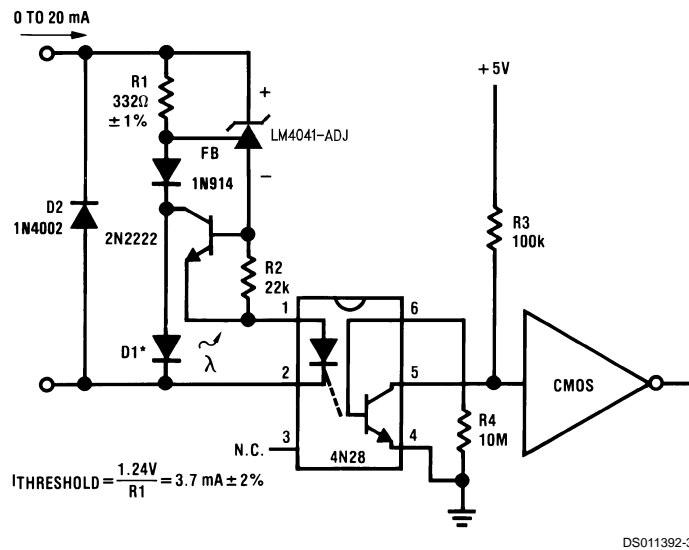 0 TO 20 mA
+5V
R1
332Ω
±1%
+
LM4041-ADJ
FB
−
1N914
D2
1N4002
2N2222
R3
100k
R2
22k
1
6
D1*
λ
2
5
CMOS
3
N.C.
4
4N28
R4
10M
ITHRESHOLD = 1.24V / R1 = 3.7 mA ± 2%
DS011392-3